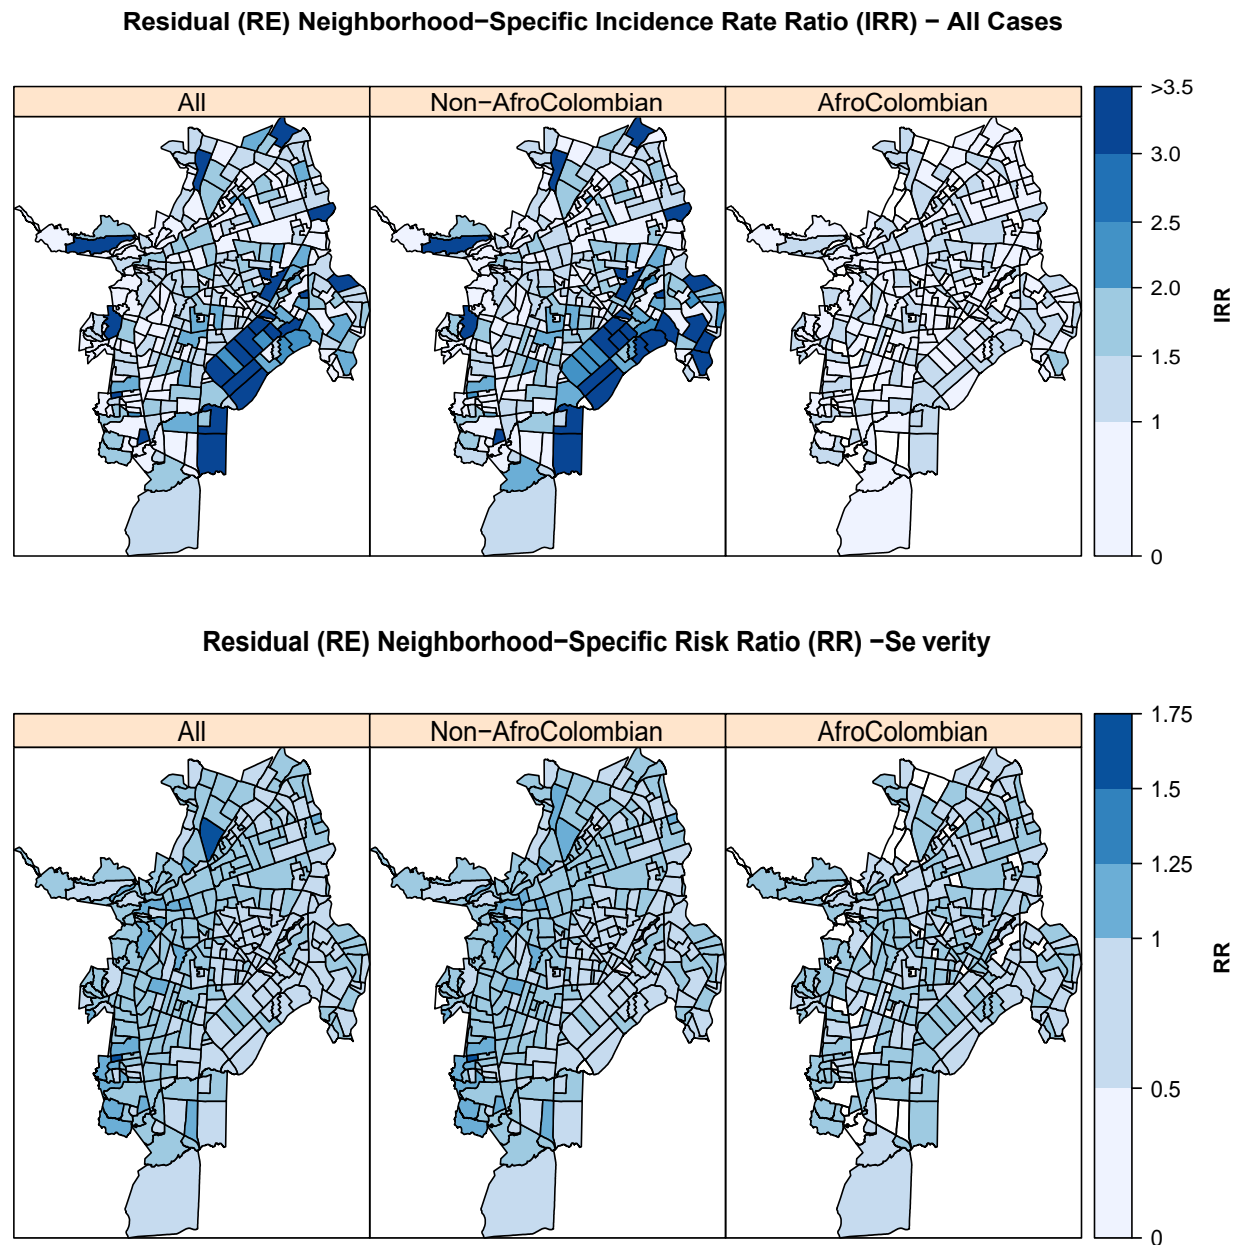 Residual (RE) Neighborhood−Specific Incidence Rate Ratio (IRR) − All Cases
All
Non−AfroColombian
AfroColombian
>3.5
3.0
2.5
2.0
1.5
1
0
IRR
Residual (RE) Neighborhood−Specific Risk Ratio (RR) −Se verity
All
Non−AfroColombian
AfroColombian
1.75
1.5
1.25
1
0.5
0
RR